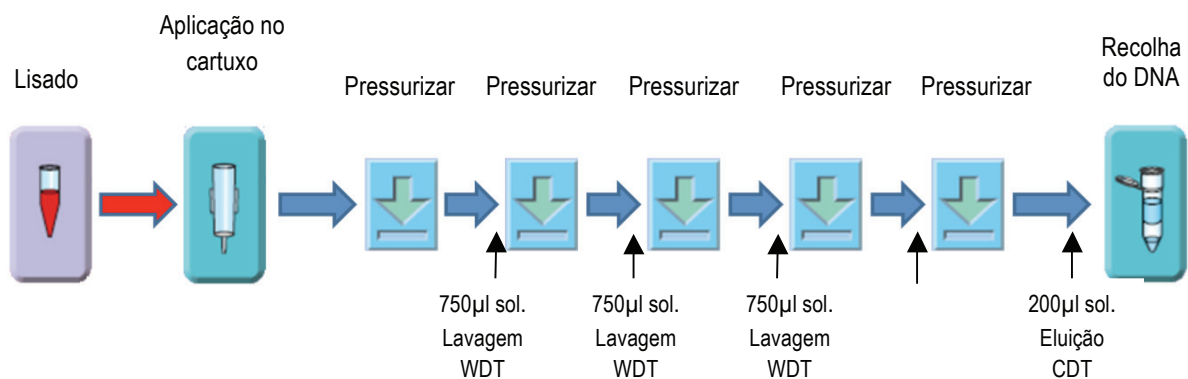 Lisado
Aplicação no
cartuxo
Pressurizar
Pressurizar
Pressurizar
Pressurizar
Pressurizar
Recolha
do DNA
750µl sol.
Lavagem
WDT
750µl sol.
Lavagem
WDT
750µl sol.
Lavagem
WDT
200µl sol.
Eluição
CDT